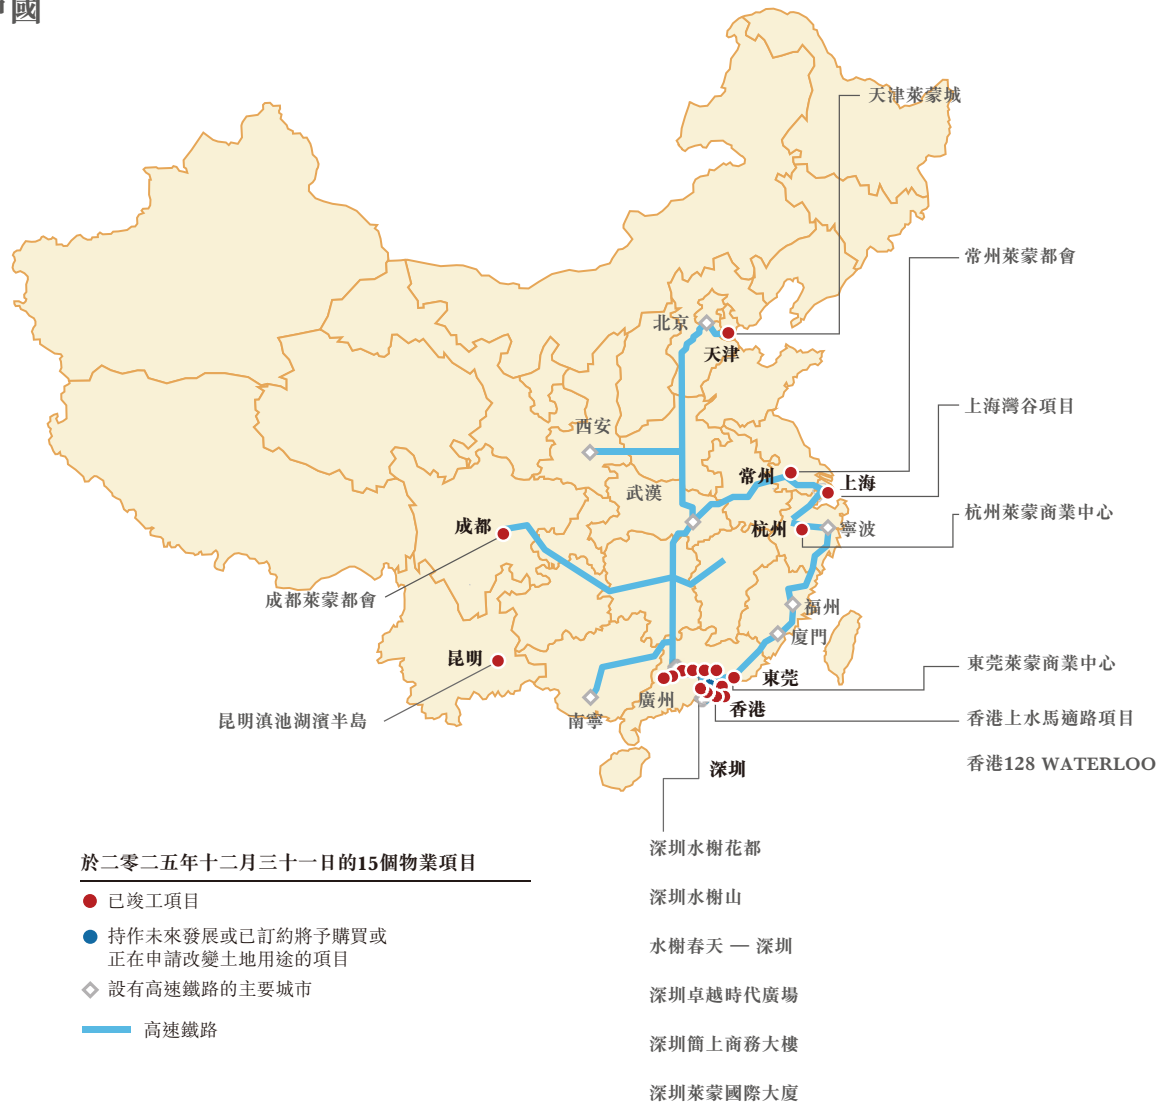 中國
天津萊蒙城
常州萊蒙都會
北京
天津
上海灣谷項目
西安
常州
上海
武漢
杭州萊蒙商業中心
成都
杭州
寧波
成都萊蒙都會
福州
廈門
昆明
東莞萊蒙商業中心
東莞
廣州
香港
香港上水馬適路項目
昆明滇池湖濱半島
南寧
香港128 WATERLOO
深圳
深圳水榭花都
於二零二五年十二月三十一日的15個物業項目
已竣工項目
深圳水榭山
持作未來發展或已訂約將予購買或
正在申請改變土地用途的項目
水榭春天 — 深圳
設有高速鐵路的主要城市
深圳卓越時代廣場
高速鐵路
深圳簡上商務大樓
深圳萊蒙國際大廈